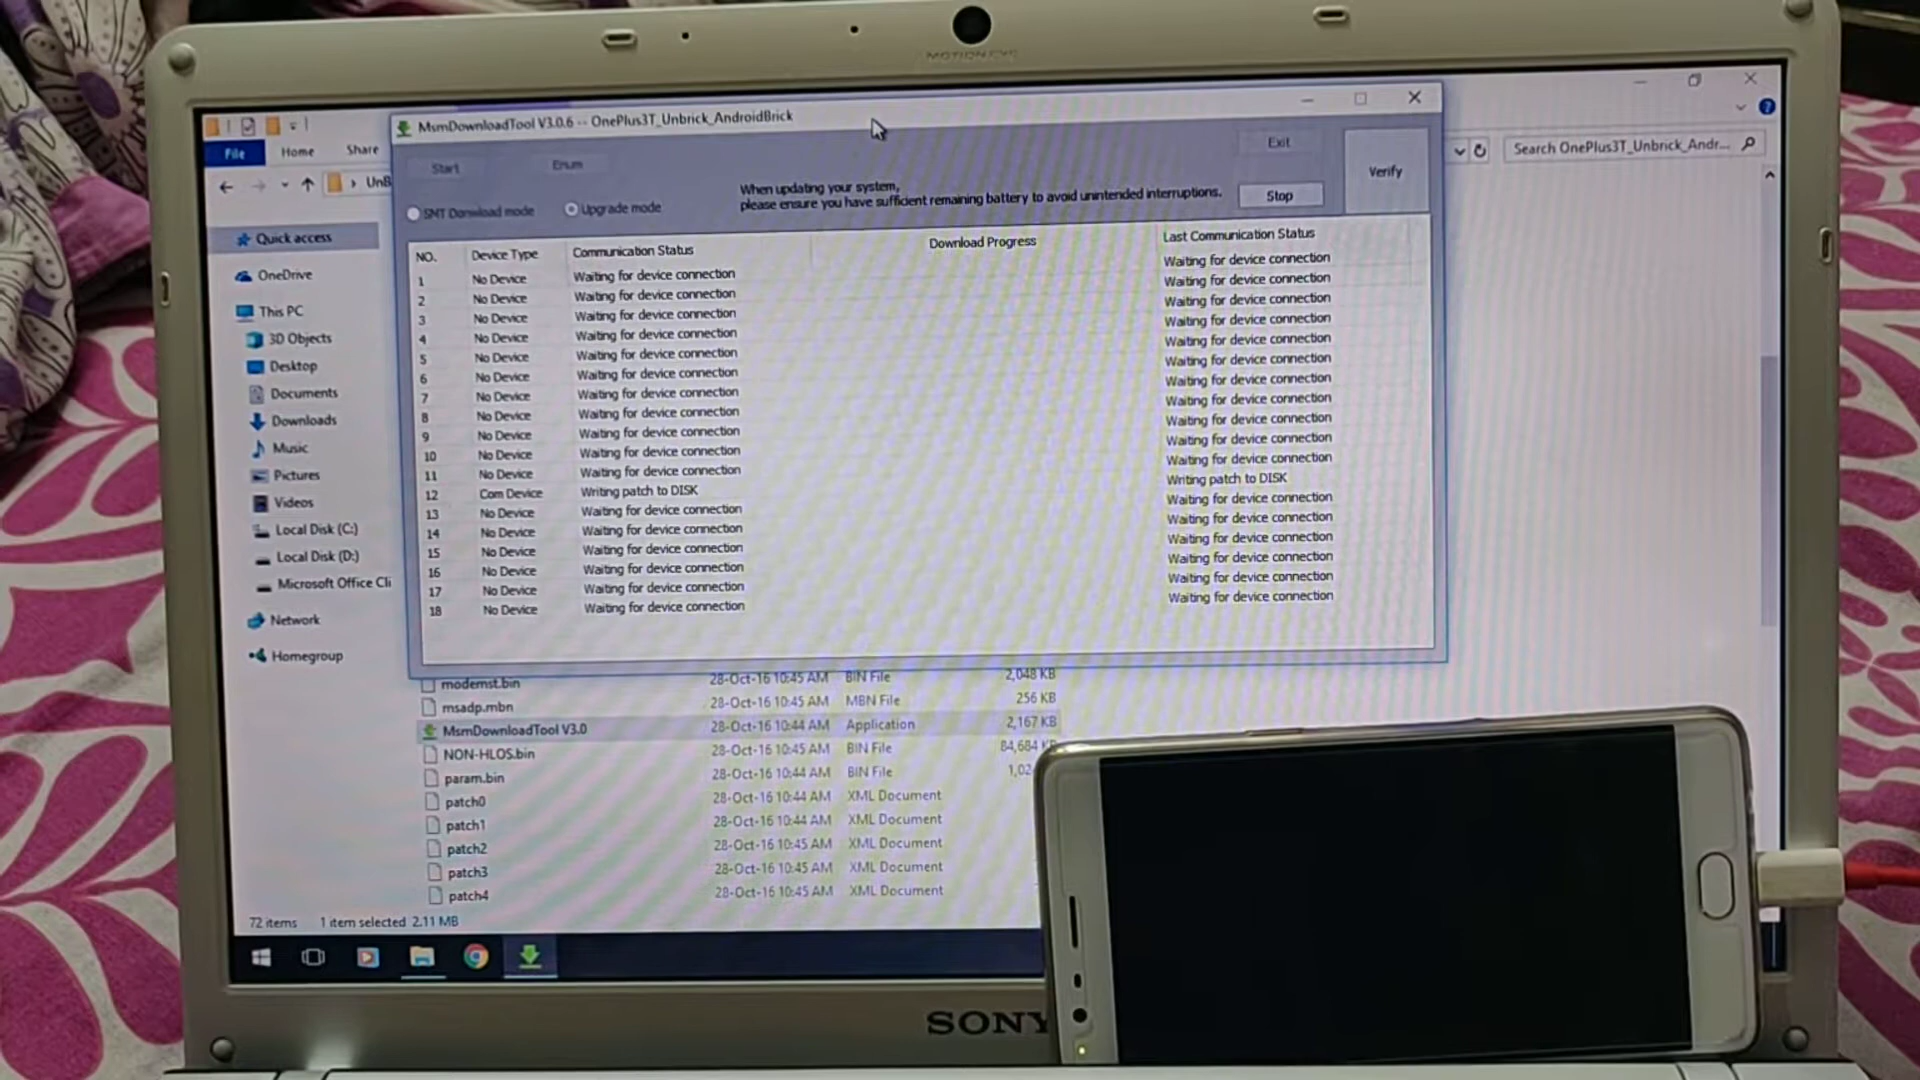 MOTION EYE
MsmDownloadTool V3.0.6 -- OnePlus3T_Unbrick_AndroidBrick
File Home Share
Search OnePlus3T_Unbrick_Andr...
UnB
Start Enum Exit
Verify
SMT Donwload mode Upgrade mode
When updating your system,
please ensure you have sufficient remaining battery to avoid unintended interruptions.
Stop
NO. Device Type Communication Status Download Progress Last Communication Status
1 No Device Waiting for device connection Waiting for device connection
2 No Device Waiting for device connection Waiting for device connection
3 No Device Waiting for device connection Waiting for device connection
4 No Device Waiting for device connection Waiting for device connection
5 No Device Waiting for device connection Waiting for device connection
6 No Device Waiting for device connection Waiting for device connection
7 No Device Waiting for device connection Waiting for device connection
8 No Device Waiting for device connection Waiting for device connection
9 No Device Waiting for device connection Waiting for device connection
10 No Device Waiting for device connection Waiting for device connection
11 No Device Waiting for device connection Waiting for device connection
12 Com Device Writing patch to DISK Writing patch to DISK
13 No Device Waiting for device connection Waiting for device connection
14 No Device Waiting for device connection Waiting for device connection
15 No Device Waiting for device connection Waiting for device connection
16 No Device Waiting for device connection Waiting for device connection
17 No Device Waiting for device connection Waiting for device connection
18 No Device Waiting for device connection Waiting for device connection
Quick access
OneDrive
This PC
3D Objects
Desktop
Documents
Downloads
Music
Pictures
Videos
Local Disk (C:)
Local Disk (D:)
Microsoft Office Cli
Network
Homegroup
modemst.bin 28-Oct-16 10:45 AM BIN File 2,048 KB
msadp.mbn 28-Oct-16 10:45 AM MBN File 256 KB
MsmDownloadTool V3.0 28-Oct-16 10:44 AM Application 2,167 KB
NON-HLOS.bin 28-Oct-16 10:45 AM BIN File 84,684 KB
param.bin 28-Oct-16 10:44 AM BIN File 1,02
patch0 28-Oct-16 10:44 AM XML Document
patch1 28-Oct-16 10:44 AM XML Document
patch2 28-Oct-16 10:45 AM XML Document
patch3 28-Oct-16 10:45 AM XML Document
patch4 28-Oct-16 10:45 AM XML Document
72 items 1 item selected 2.11 MB
SONY